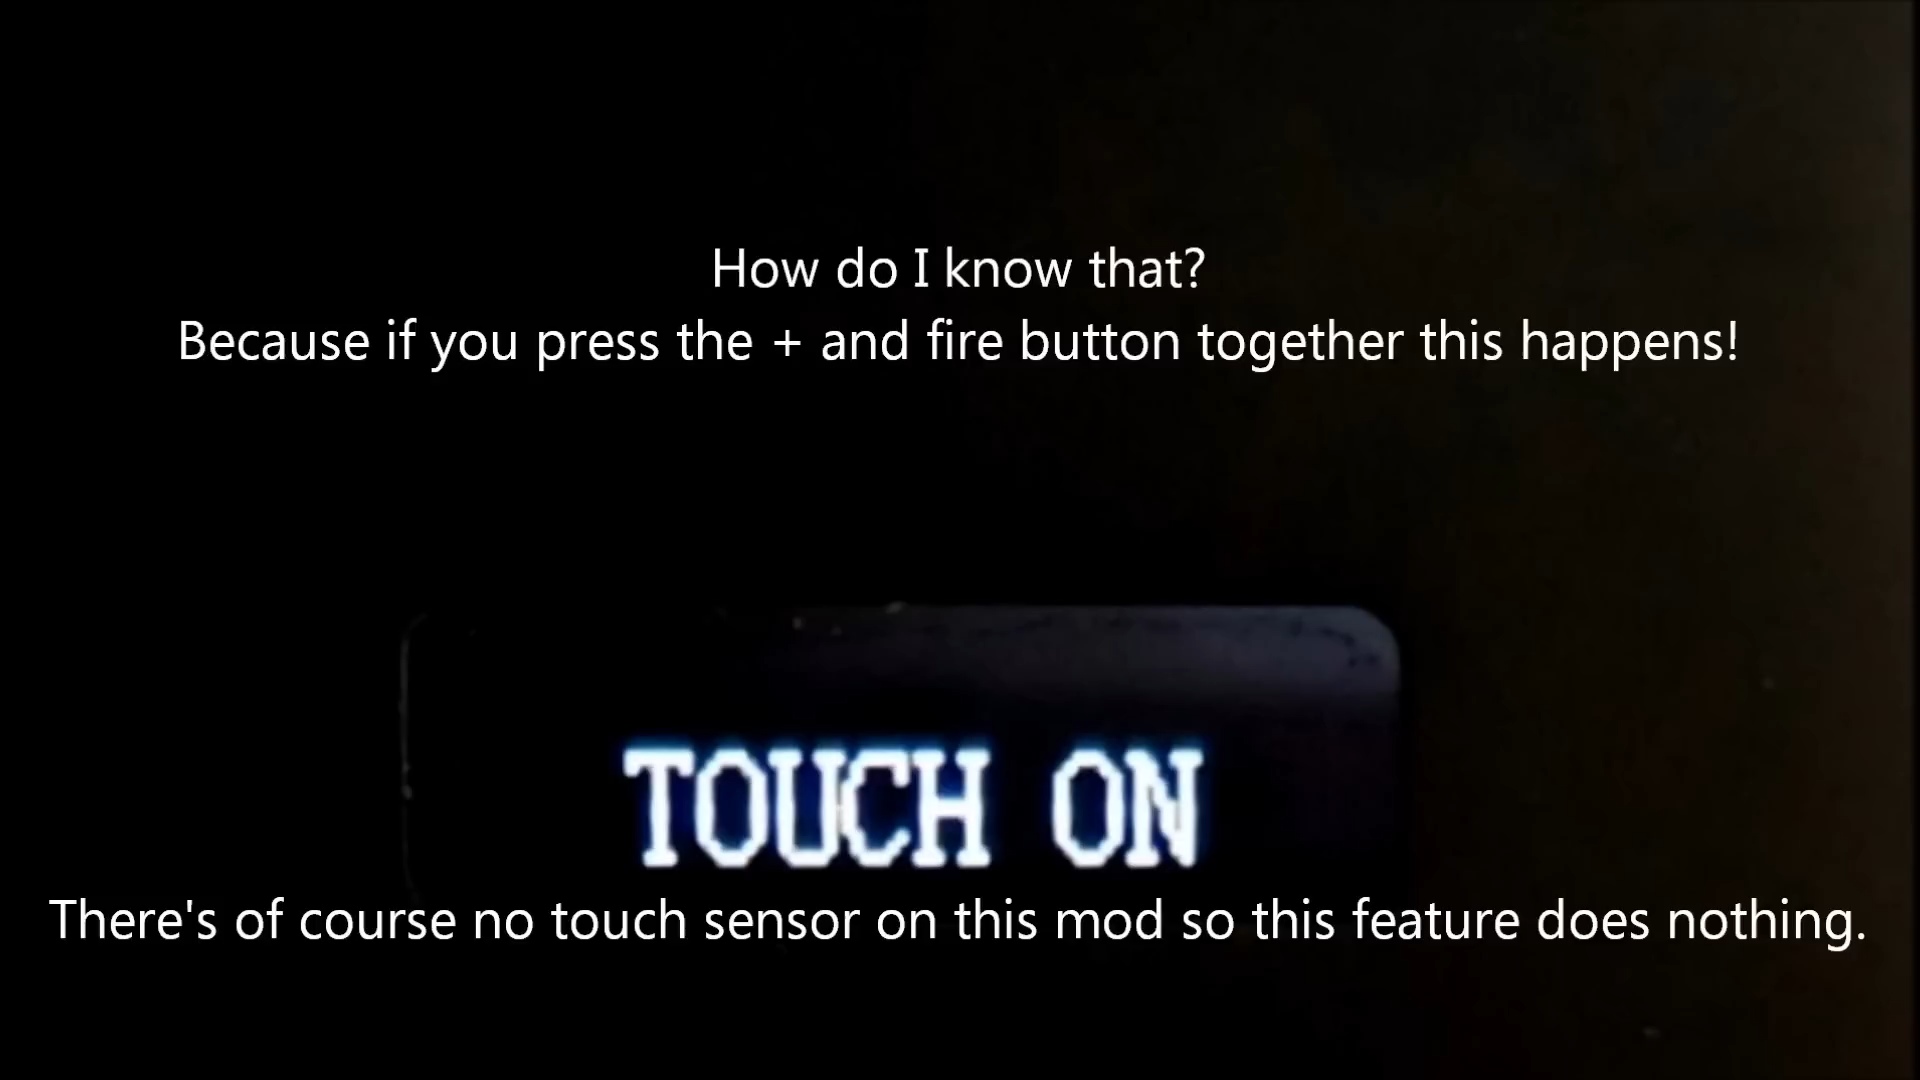 How do I know that?
Because if you press the + and fire button together this happens!
TOUCH ON
There's of course no touch sensor on this mod so this feature does nothing.